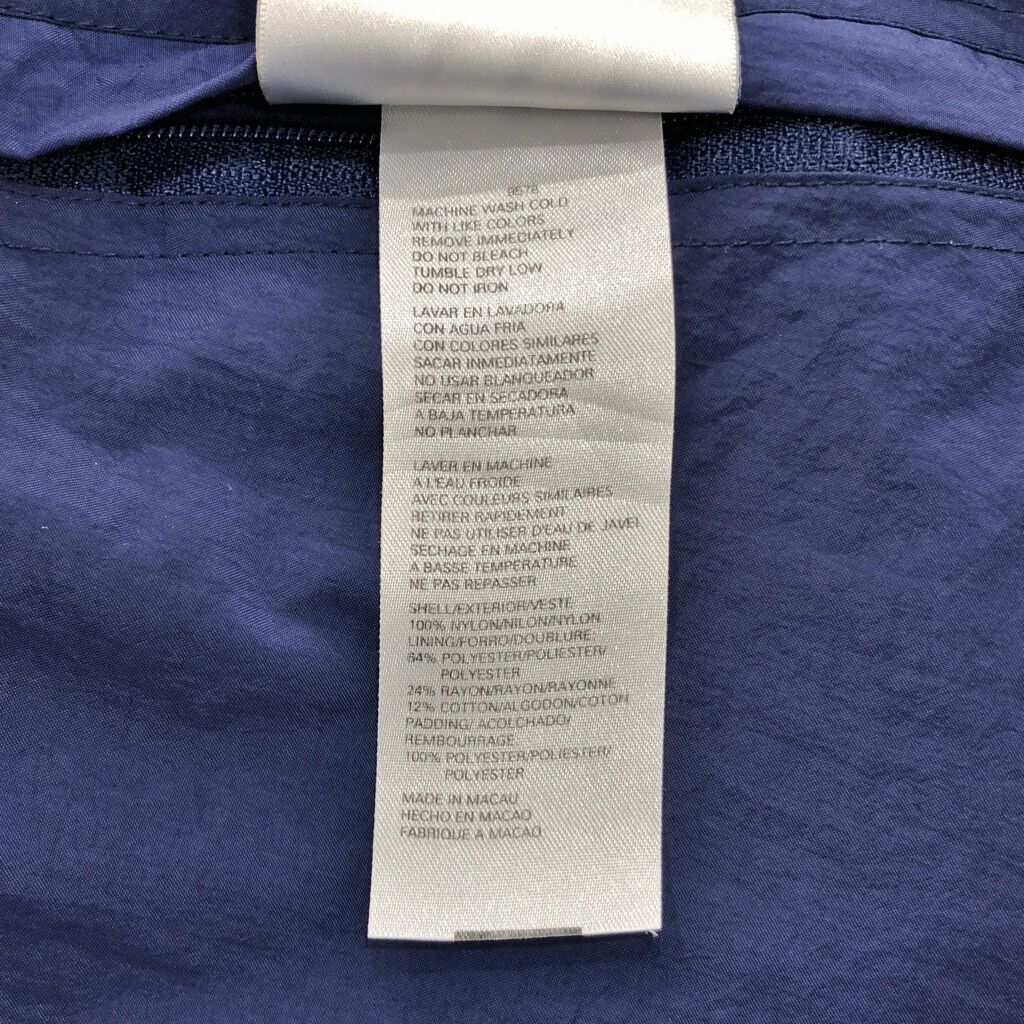 MACHINE WASH COLD
WITH LIKE COLORS
REMOVE IMMEDIATELY
DO NOT BLEACH
TUMBLE DRY LOW
DO NOT IRON
LAVAR EN LAVADORA
CON AGUA FRIA
CON COLORES SIMILARES
SACAR INMEDIATAMENTE
NO USAR BLANQUEADOR
SECAR EN SECADORA
A BAJA TEMPERATURA
NO PLANCHAR
LAVER EN MACHINE
A L'EAU FROIDE
AVEC COULEURS SIMILAIRES
RETIRER RAPIDEMENT
NE PAS UTILISER D'EAU DE JAVEL
SECHAGE EN MACHINE
A BASSE TEMPERATURE
NE PAS REPASSER
SHELL/EXTERIOR/VESTE
100% NYLON/NILON/NYLON
LINING/FORRO/DOUBLURE
64% POLYESTER/POLIESTER/
POLYESTER
24% RAYON/RAYON/RAYONNE
12% COTTON/ALGODON/COTON
PADDING/ ACOLCHADO/
REMBOURRAGE
100% POLYESTER/POLIESTER/
POLYESTER
MADE IN MACAU
HECHO EN MACAO
FABRIQUE A MACAO